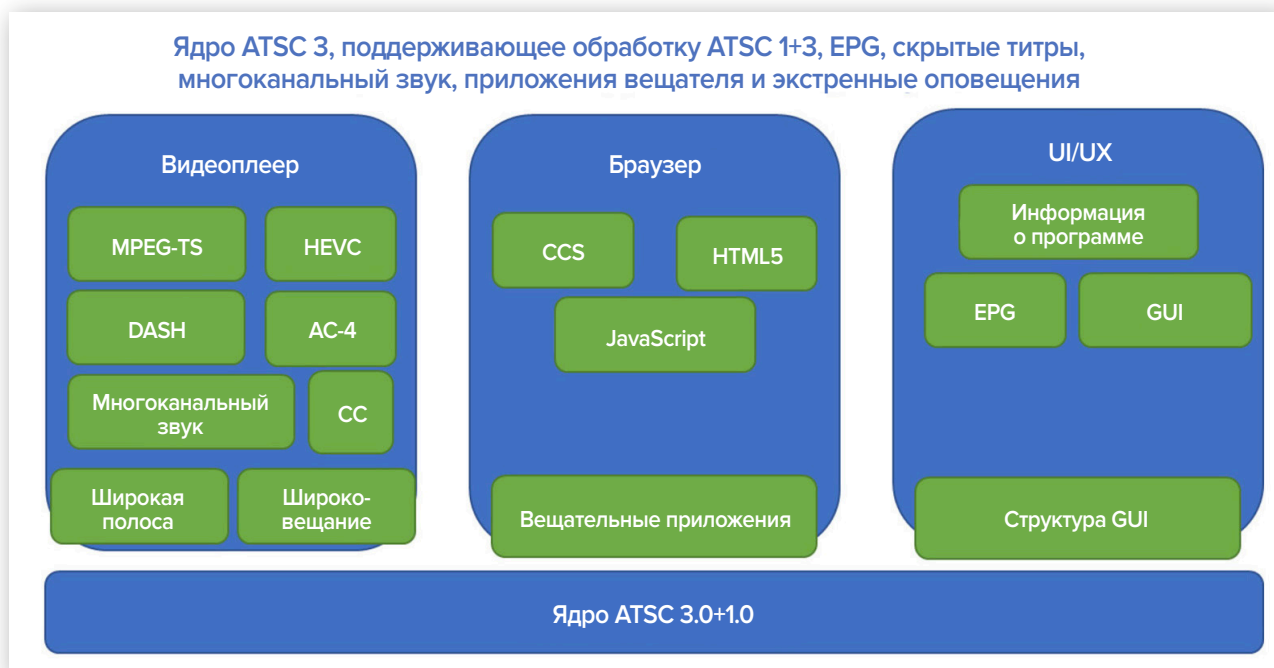 Ядро ATSC 3, поддерживающее обработку ATSC 1+3, EPG, скрытые титры,
многоканальный звук, приложения вещателя и экстренные оповещения
Видеоплеер
MPEG-TS
HEVC
DASH
AC-4
Многоканальный
звук
CC
Широкая
полоса
Широко-
вещание
Браузер
CCS
HTML5
JavaScript
Вещательные приложения
UI/UX
Информация
о программе
EPG
GUI
Структура GUI
Ядро ATSC 3.0+1.0